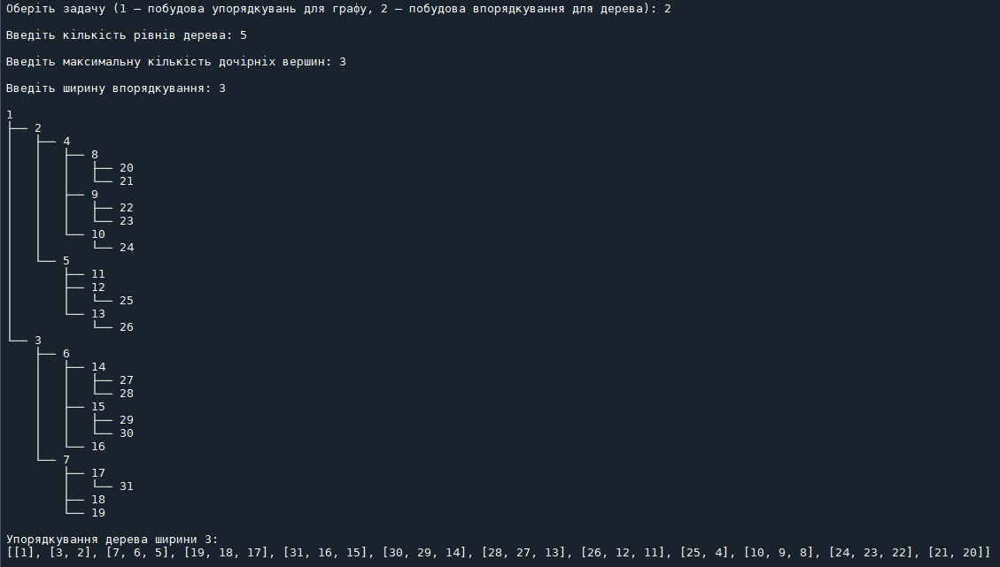 Оберіть задачу (1 — побудова упорядкувань для графу, 2 — побудова впорядкування для дерева): 2
Введіть кількість рівнів дерева: 5
Введіть максимальну кількість дочірніх вершин: 3
Введіть ширину впорядкування: 3
1
├── 2
│   ├── 4
│   │   ├── 8
│   │   │   ├── 20
│   │   │   └── 21
│   │   ├── 9
│   │   │   ├── 22
│   │   │   └── 23
│   │   └── 10
│   │       └── 24
│   └── 5
│       ├── 11
│       ├── 12
│       │   └── 25
│       └── 13
│           └── 26
└── 3
    ├── 6
    │   ├── 14
    │   │   ├── 27
    │   │   └── 28
    │   ├── 15
    │   │   ├── 29
    │   │   └── 30
    │   └── 16
    └── 7
        ├── 17
        │   └── 31
        ├── 18
        └── 19
Упорядкування дерева ширини 3:
[[1], [3, 2], [7, 6, 5], [19, 18, 17], [31, 16, 15], [30, 29, 14], [28, 27, 13], [26, 12, 11], [25, 4], [10, 9, 8], [24, 23, 22], [21, 20]]